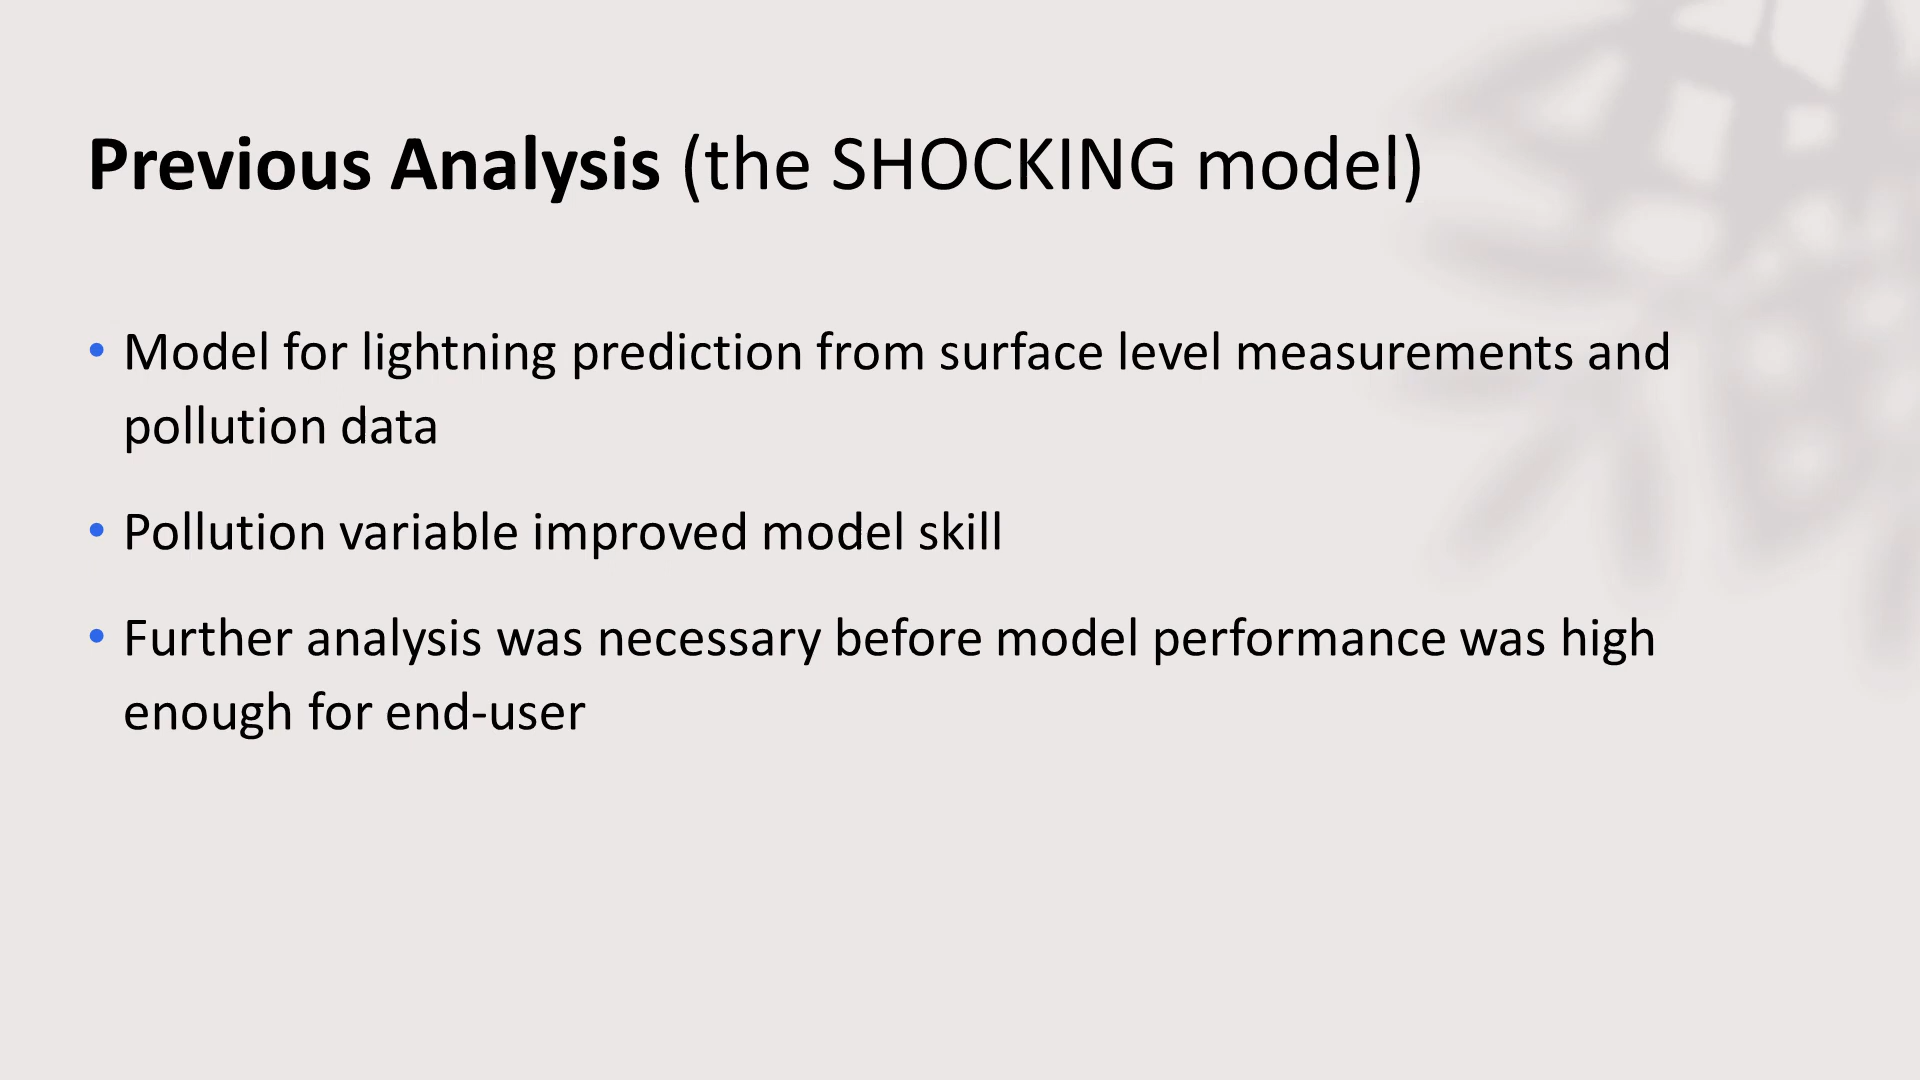 Previous Analysis (the SHOCKING model)
• Model for lightning prediction from surface level measurements and
pollution data
• Pollution variable improved model skill
• Further analysis was necessary before model performance was high
enough for end-user